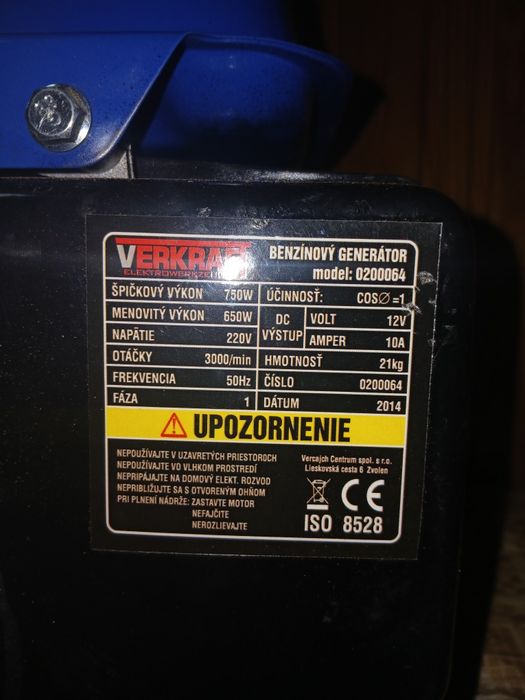 VERKRAFT
ELEKTROWERKZE
BENZÍNOVÝ GENERÁTOR
model: 0200064
ŠPIČKOVÝ VÝKON 750W
MENOVITÝ VÝKON 650W
NAPÄTIE 220V
OTÁČKY 3000/min
FREKVENCIA 50Hz
FÁZA 1
ÚČINNOSŤ: COSØ=1
DC VÝSTUP
VOLT 12V
AMPER 10A
HMOTNOSŤ 21kg
ČÍSLO 0200064
DÁTUM 2014
UPOZORNENIE
NEPOUŽÍVAJTE V UZAVRETÝCH PRIESTOROCH
NEPOUŽÍVAJTE VO VLHKOM PROSTREDÍ
NEPRIPÁJAJTE NA DOMOVÝ ELEKT. ROZVOD
NEPRIBLIŽUJTE SA S OTVORENÝM OHŇOM
PRI PLNENÍ NÁDRŽE: ZASTAVTE MOTOR
NEFAJČITE
NEROZLIEVAJTE
Vercajch Centrum spol. s r.o.
Lieskovská cesta 6 Zvolen
CE
ISO 8528